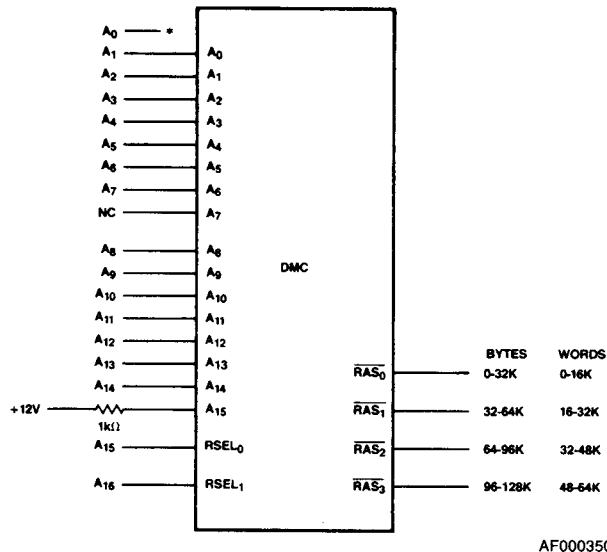 A0 *
A1 A0
A2 A1
A3 A2
A4 A3
A5 A4
A6 A5
A7 A6
NC A7
A8 A8
A9 A9
DMC
A10 A10
A11 A11
A12 A12
A13 A13
A14 A14
+12V 1kΩ A15
A15 RSEL0
A16 RSEL1
BYTES WORDS
RAS0 0-32K 0-16K
RAS1 32-64K 16-32K
RAS2 64-96K 32-48K
RAS3 96-128K 48-64K
AF000350